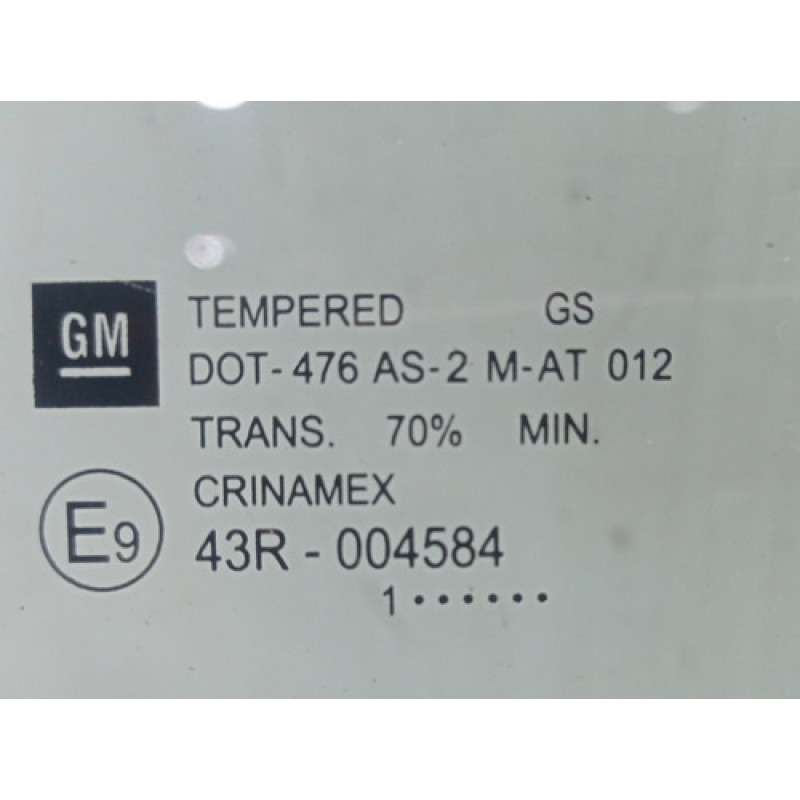 GM
TEMPERED GS
DOT-476 AS-2 M-AT 012
TRANS. 70% MIN.
CRINAMEX
E9
43R - 004584
1 • • • • • •